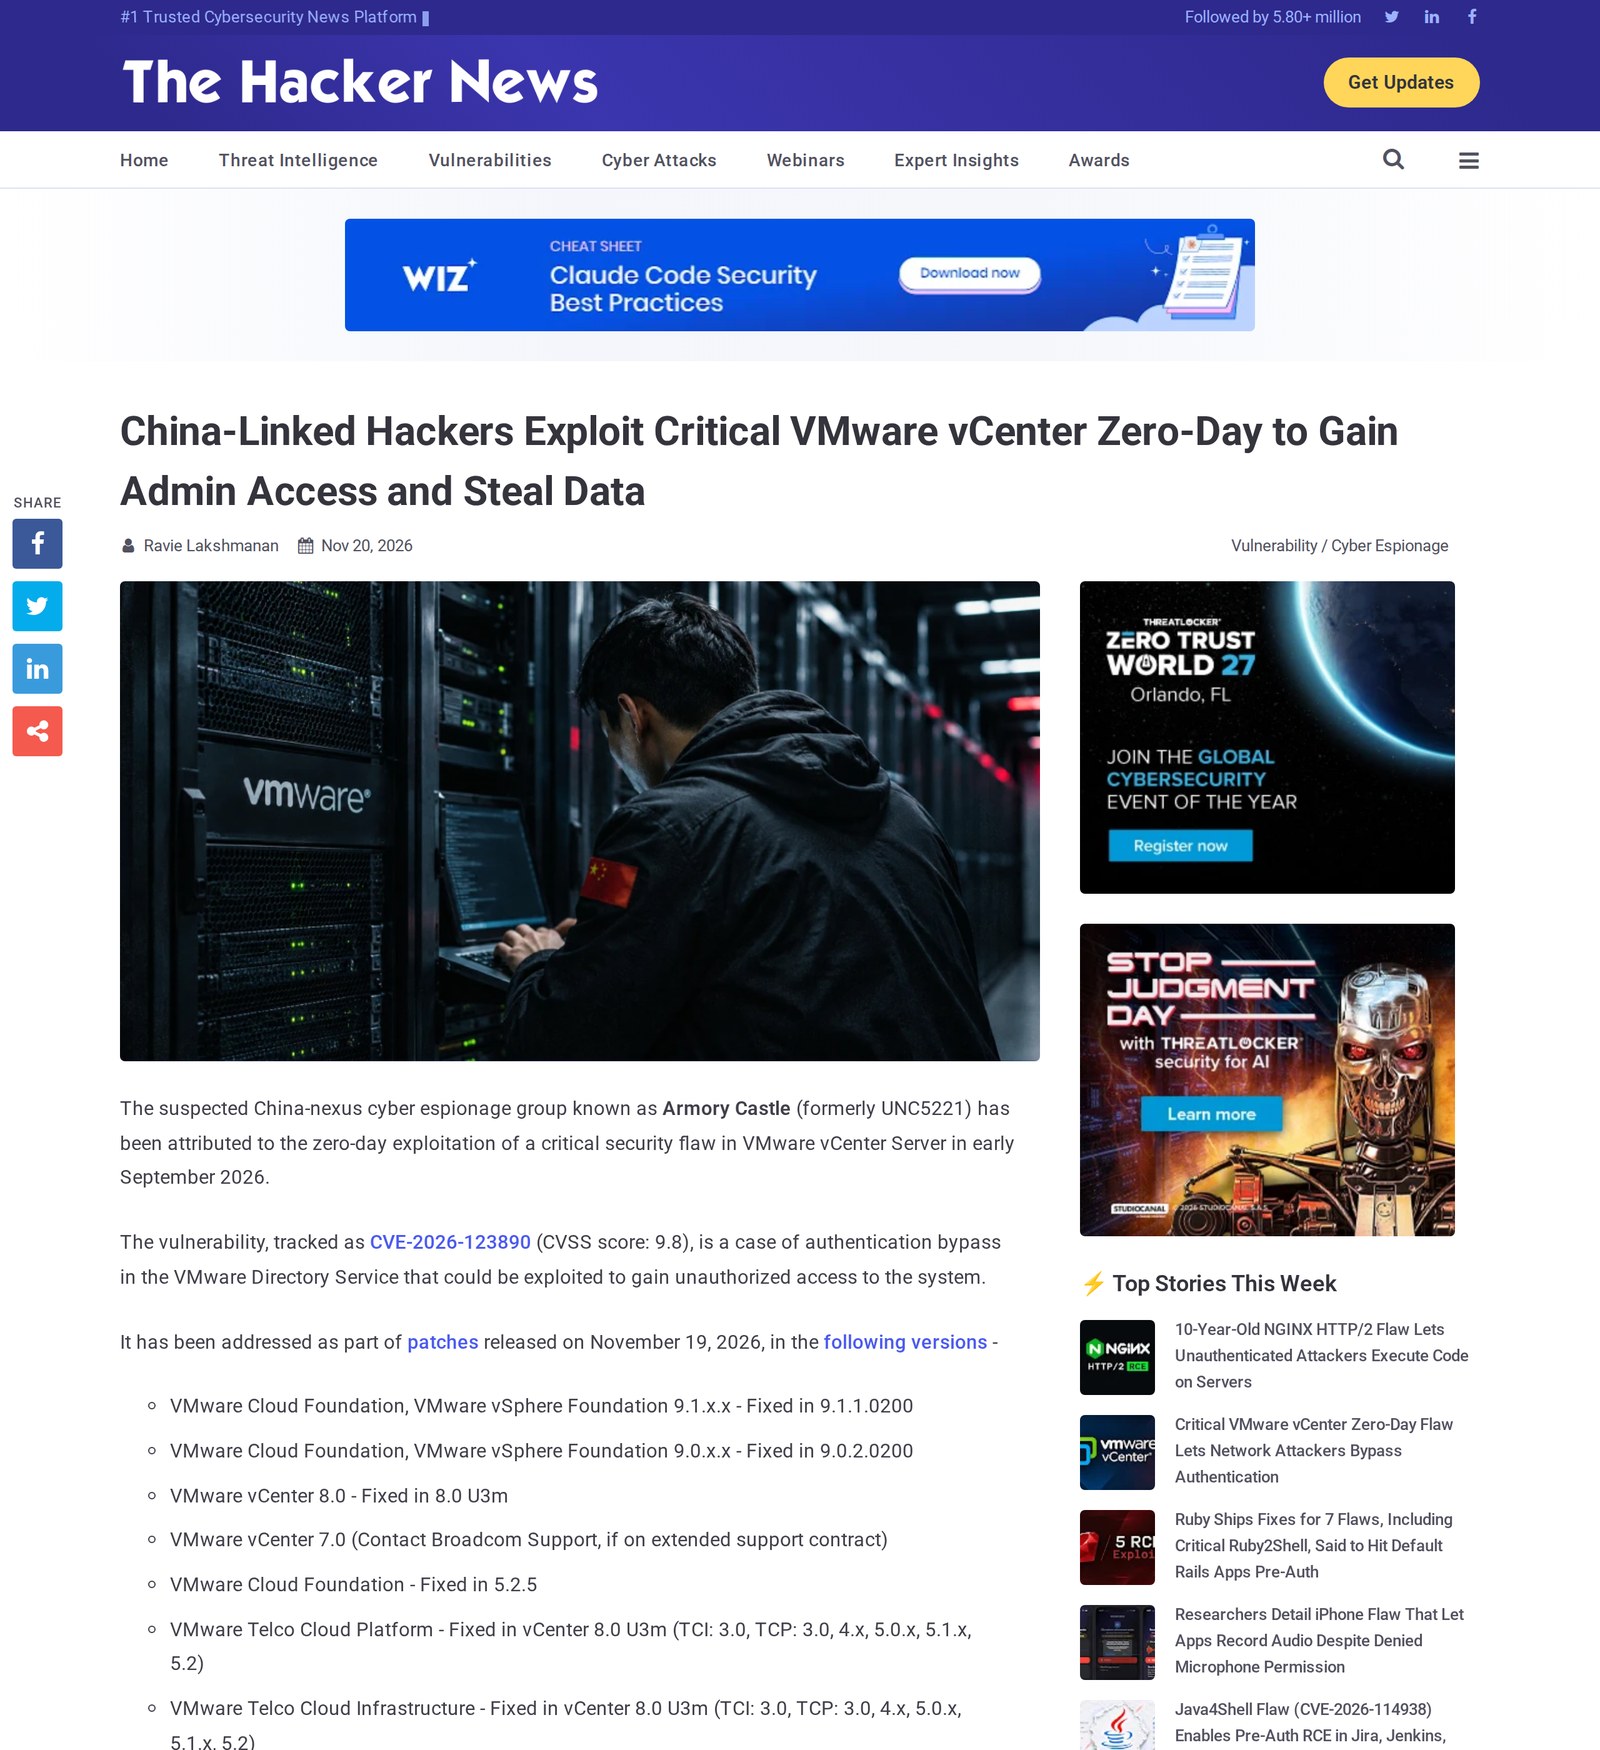 #1 Trusted Cybersecurity News Platform
Followed by 5.80+ million
The Hacker News
Get Updates
Home
Threat Intelligence
Vulnerabilities
Cyber Attacks
Webinars
Expert Insights
Awards
WIZ
CHEAT SHEET
Claude Code Security
Best Practices
Download now
China-Linked Hackers Exploit Critical VMware vCenter Zero-Day to Gain
Admin Access and Steal Data
SHARE
Ravie Lakshmanan
Nov 20, 2026
Vulnerability / Cyber Espionage
vmware®
The suspected China-nexus cyber espionage group known as Armory Castle (formerly UNC5221) has
been attributed to the zero-day exploitation of a critical security flaw in VMware vCenter Server in early
September 2026.
The vulnerability, tracked as CVE-2026-123890 (CVSS score: 9.8), is a case of authentication bypass
in the VMware Directory Service that could be exploited to gain unauthorized access to the system.
It has been addressed as part of patches released on November 19, 2026, in the following versions -
VMware Cloud Foundation, VMware vSphere Foundation 9.1.x.x - Fixed in 9.1.1.0200
VMware Cloud Foundation, VMware vSphere Foundation 9.0.x.x - Fixed in 9.0.2.0200
VMware vCenter 8.0 - Fixed in 8.0 U3m
VMware vCenter 7.0 (Contact Broadcom Support, if on extended support contract)
VMware Cloud Foundation - Fixed in 5.2.5
VMware Telco Cloud Platform - Fixed in vCenter 8.0 U3m (TCI: 3.0, TCP: 3.0, 4.x, 5.0.x, 5.1.x,
5.2)
VMware Telco Cloud Infrastructure - Fixed in vCenter 8.0 U3m (TCI: 3.0, TCP: 3.0, 4.x, 5.0.x,
5.1.x, 5.2)
THREATLOCKER®
ZERO TRUST
WORLD 27
Orlando, FL
JOIN THE GLOBAL
CYBERSECURITY
EVENT OF THE YEAR
Register now
STOP
JUDGMENT
DAY
with THREATLOCKER®
security for AI
Learn more
STUDIOCANAL
© 2026 STUDIOCANAL S.A.S.
⚡ Top Stories This Week
NGINX
HTTP/2 RCE
10-Year-Old NGINX HTTP/2 Flaw Lets
Unauthenticated Attackers Execute Code
on Servers
vmware
vCenter
Critical VMware vCenter Zero-Day Flaw
Lets Network Attackers Bypass
Authentication
5 RC
Exploi
Ruby Ships Fixes for 7 Flaws, Including
Critical Ruby2Shell, Said to Hit Default
Rails Apps Pre-Auth
Researchers Detail iPhone Flaw That Let
Apps Record Audio Despite Denied
Microphone Permission
Java4Shell Flaw (CVE-2026-114938)
Enables Pre-Auth RCE in Jira, Jenkins,